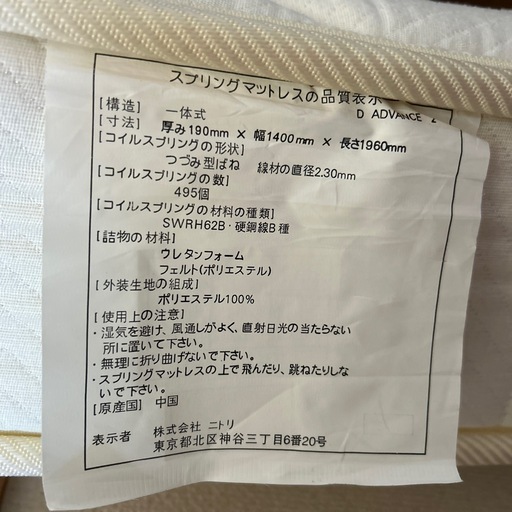 スプリングマットレスの品質表示
D ADVANCE 2
[構造] 一体式
[寸法] 厚み190mm × 幅1400mm × 長さ1960mm
[コイルスプリングの形状]
つづみ型ばね 線材の直径2.30mm
[コイルスプリングの数]
495個
[コイルスプリングの材料の種類]
SWRH62B・硬鋼線B種
[詰物の材料]
ウレタンフォーム
フェルト(ポリエステル)
[外装生地の組成]
ポリエステル100%
[使用上の注意]
・湿気を避け、風通しがよく、直射日光の当たらない
所に置いて下さい。
・無理に折り曲げないで下さい。
・スプリングマットレスの上で飛んだり、跳ねたりしな
いで下さい。
[原産国] 中国
表示者 株式会社 ニトリ
東京都北区神谷三丁目6番20号